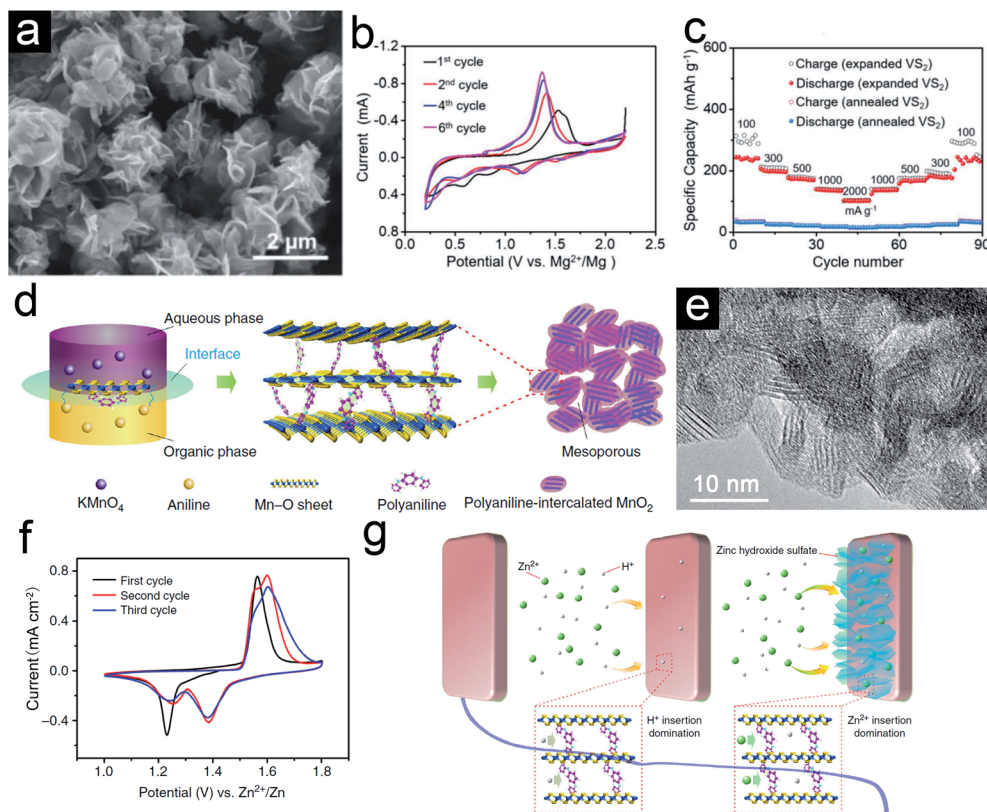 a
2 μm
b
-1.2
-0.8
-0.4
0.0
0.4
0.8
Current (mA)
1st cycle
2nd cycle
4th cycle
6th cycle
0.0 0.5 1.0 1.5 2.0 2.5
Potential (V vs. Mg2+/Mg )
c
600
400
200
0
Specific Capacity (mAh g-1)
Charge (expanded VS2)
Discharge (expanded VS2)
Charge (annealed VS2)
Discharge (annealed VS2)
100 300 500 1000 2000 1000 500 300 100
mA g-1
0 30 60 90
Cycle number
d
Aqueous phase
Interface
Organic phase
Mesoporous
KMnO4 Aniline Mn–O sheet Polyaniline Polyaniline-intercalated MnO2
e
10 nm
f
0.8
0.4
0.0
–0.4
Current (mA cm–2)
First cycle
Second cycle
Third cycle
1.0 1.2 1.4 1.6 1.8
Potential (V) vs. Zn2+/Zn
g
Zn2+
H+
Zinc hydroxide sulfate
H+ insertion
domination
Zn2+ insertion
domination